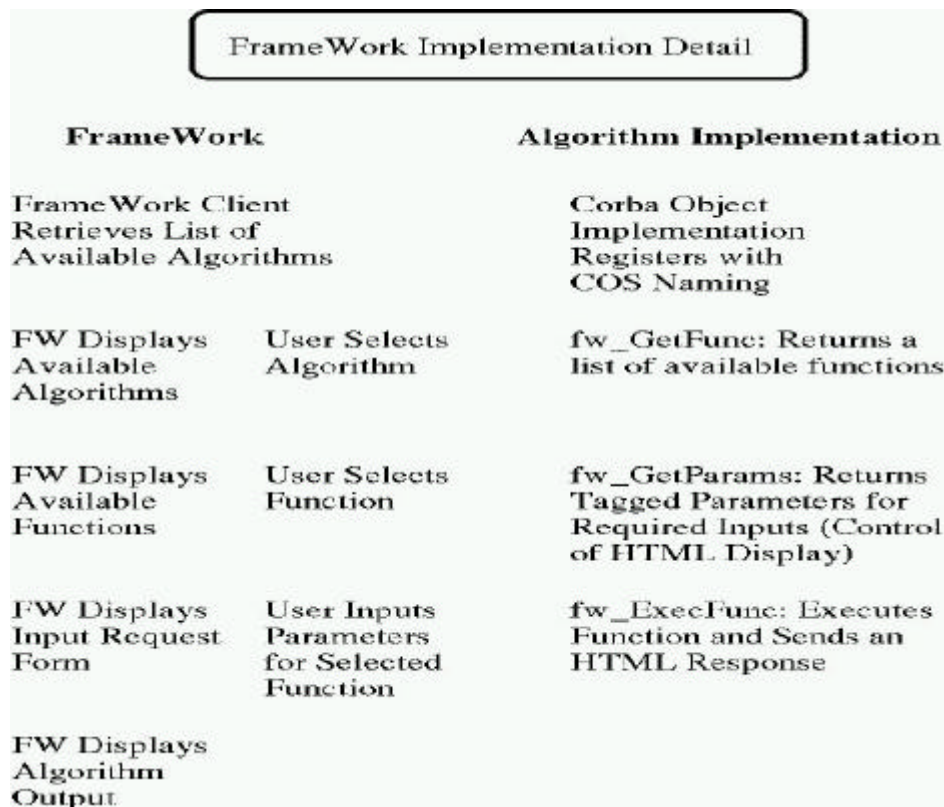 FrameWork Implementation Detail
FrameWork
Algorithm Implementation
FrameWork Client
Retrieves List of
Available Algorithms
Corba Object
Implementation
Registers with
COS Naming
FW Displays
Available
Algorithms
User Selects
Algorithm
fw_GetFunc: Returns a
list of available functions
FW Displays
Available
Functions
User Selects
Function
fw_GetParams: Returns
Tagged Parameters for
Required Inputs (Control
of HTML Display)
FW Displays
Input Request
Form
User Inputs
Parameters
for Selected
Function
fw_ExecFunc: Executes
Function and Sends an
HTML Response
FW Displays
Algorithm
Output